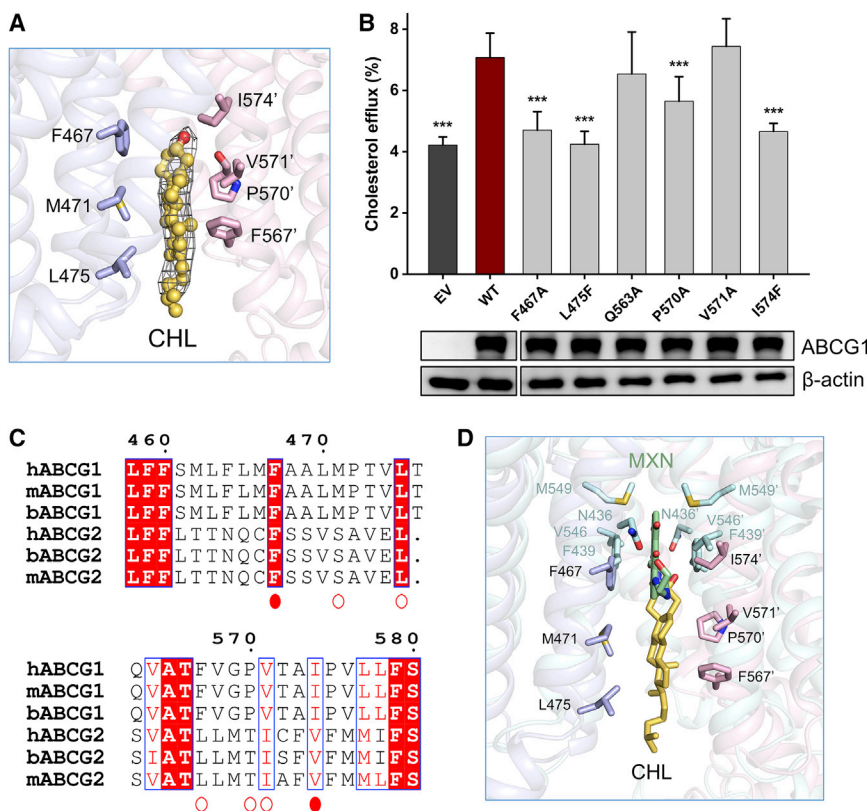 A
F467
M471
L475
I574'
V571'
P570'
F567'
CHL
B
Cholesterol efflux (%)
8
6
4
2
0
*** *** *** *** ***
EV WT F467A L475F Q563A P570A V571A I574F
ABCG1
β-actin
C
460 470
hABCG1 LFFSMLFLMFAALMPTVLT
mABCG1 LFFSMLFLMFAALMPTVLT
bABCG1 LFFSMLFLMFAALMPTVLT
hABCG2 LFFLTTNQCFSSVSAVEL.
bABCG2 LFFLTTNQCFSSVSAVEL.
mABCG2 LFFLTTNQCFSSVSAVEL.
570 580
hABCG1 QVATFVGPVTAIPVLLFS
mABCG1 QVATFVGPVTAIPVLLFS
bABCG1 QVATFVGPVTAIPVLLFS
hABCG2 SVATLLMTICFVFMMIFS
bABCG2 SIATLLMTICFVFMMIFS
mABCG2 SVATLLMTIAFVFMMIFS
D
MXN
M549 M549'
N436 N436'
V546 V546'
F439 F439'
F467 I574'
V571'
M471 P570'
F567'
L475
CHL